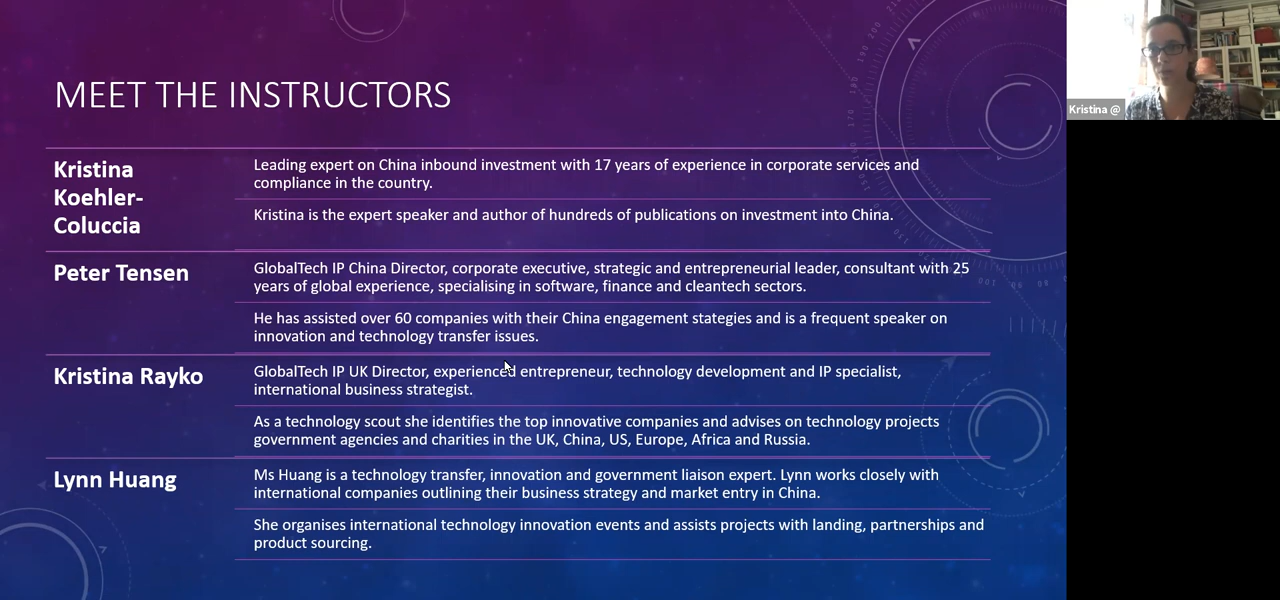 MEET THE INSTRUCTORS
Kristina @
Kristina
Koehler-
Coluccia
Leading expert on China inbound investment with 17 years of experience in corporate services and
compliance in the country.
Kristina is the expert speaker and author of hundreds of publications on investment into China.
Peter Tensen
GlobalTech IP China Director, corporate executive, strategic and entrepreneurial leader, consultant with 25
years of global experience, specialising in software, finance and cleantech sectors.
He has assisted over 60 companies with their China engagement stategies and is a frequent speaker on
innovation and technology transfer issues.
Kristina Rayko
GlobalTech IP UK Director, experienced entrepreneur, technology development and IP specialist,
international business strategist.
As a technology scout she identifies the top innovative companies and advises on technology projects
government agencies and charities in the UK, China, US, Europe, Africa and Russia.
Lynn Huang
Ms Huang is a technology transfer, innovation and government liaison expert. Lynn works closely with
international companies outlining their business strategy and market entry in China.
She organises international technology innovation events and assists projects with landing, partnerships and
product sourcing.